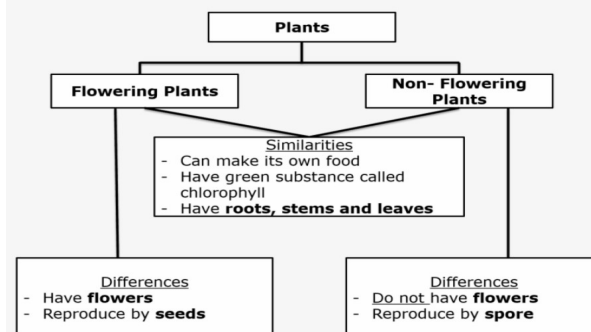 Plants
Flowering Plants
Non- Flowering
Plants
Similarities
- Can make its own food
- Have green substance called
chlorophyll
- Have roots, stems and leaves
Differences
- Have flowers
- Reproduce by seeds
Differences
- Do not have flowers
- Reproduce by spore